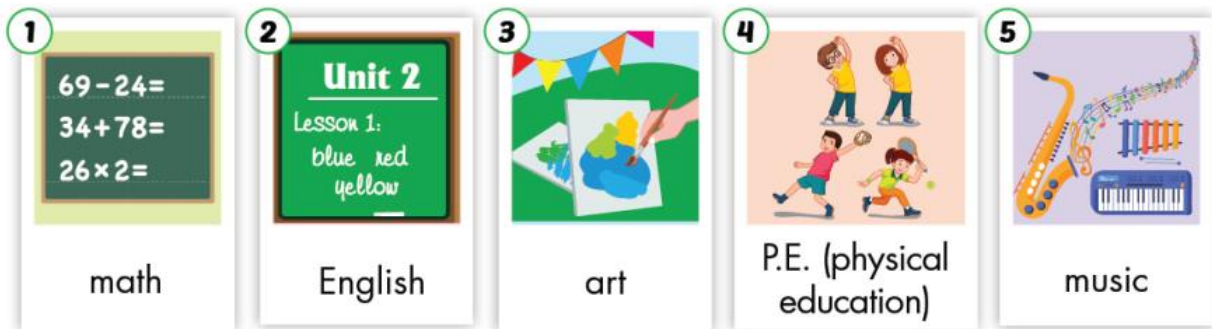 1
69-24=
34+78=
26×2=
math
2
Unit 2
Lesson 1:
blue red
yellow
English
3
art
4
P.E. (physical
education)
5
music